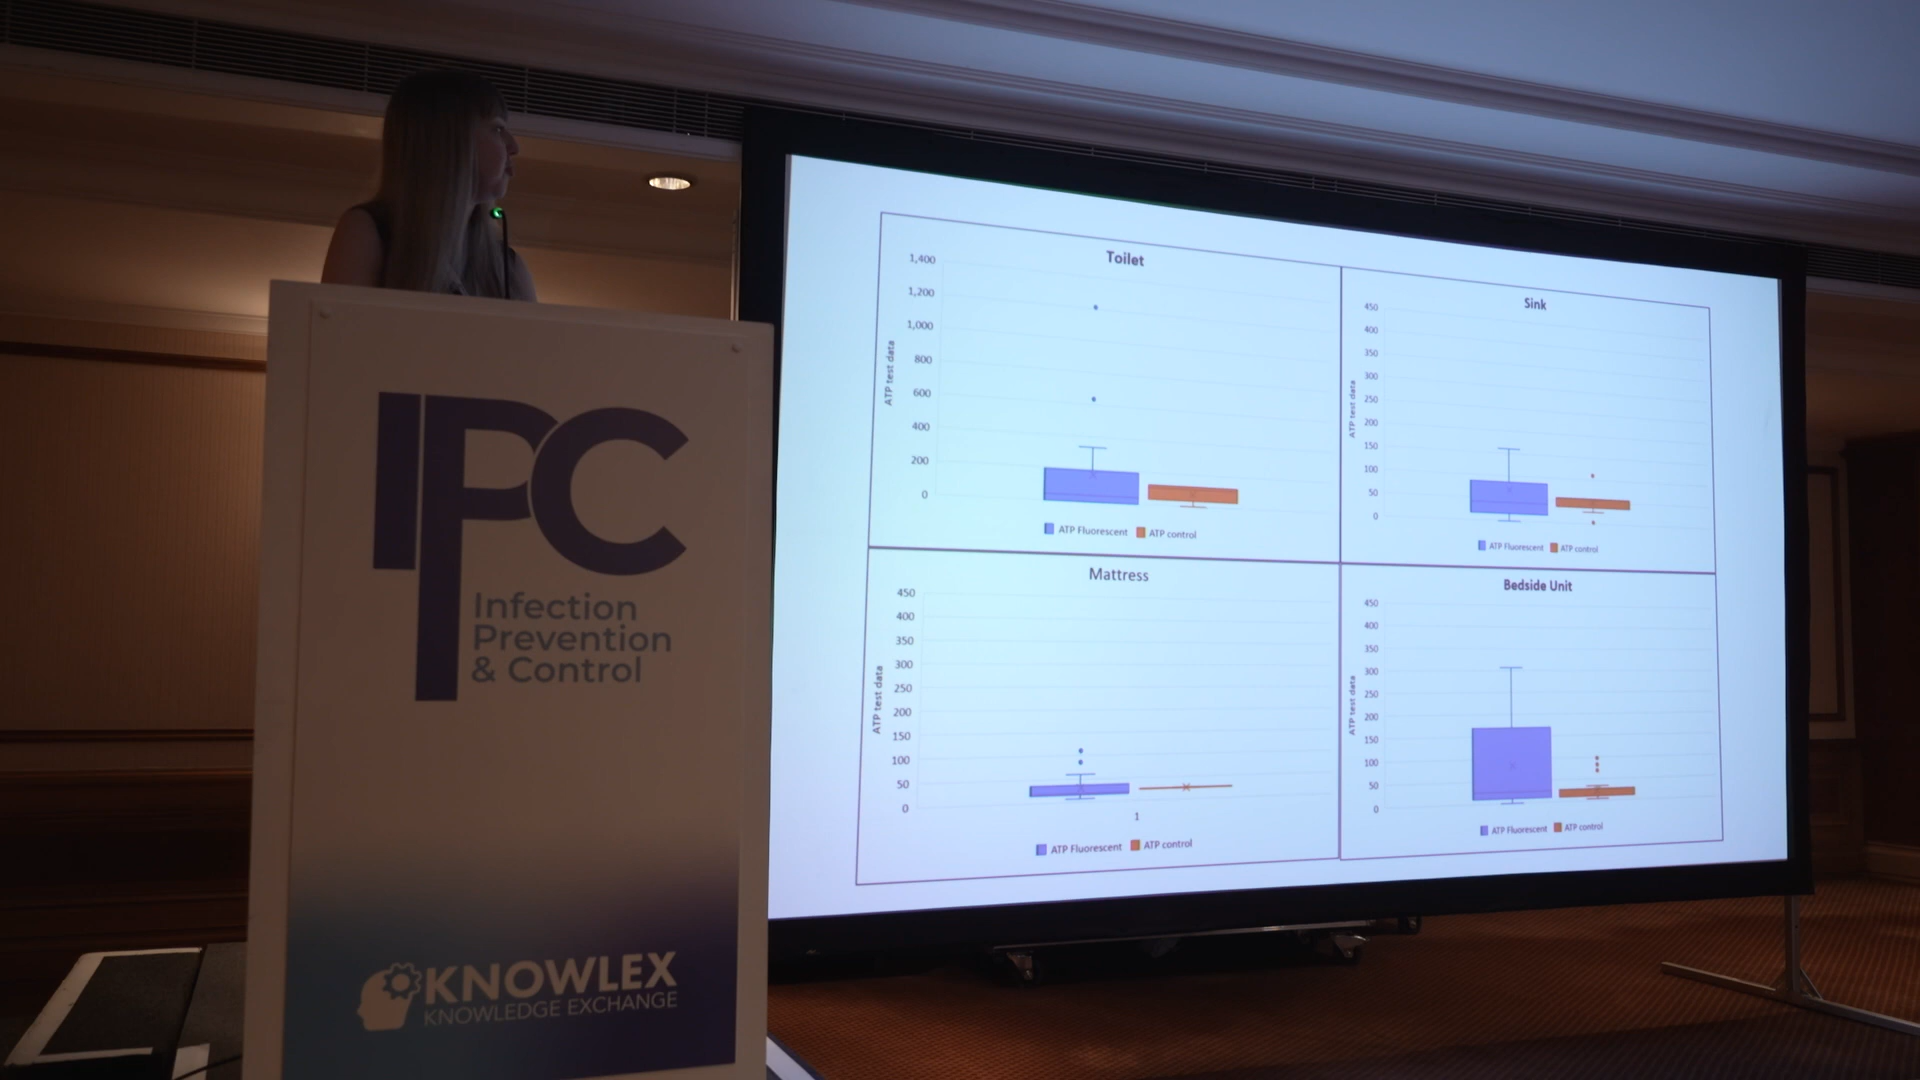 IPC
Infection
Prevention
& Control
KNOWLEX
KNOWLEDGE EXCHANGE
Toilet
1,400
1,200
1,000
800
600
400
200
0
ATP test data
ATP Fluorescent ATP control
Sink
450
400
350
300
250
200
150
100
50
0
ATP test data
ATP Fluorescent ATP control
Mattress
450
400
350
300
250
200
150
100
50
0
ATP test data
1
ATP Fluorescent ATP control
Bedside Unit
450
400
350
300
250
200
150
100
50
0
ATP test data
ATP Fluorescent ATP control